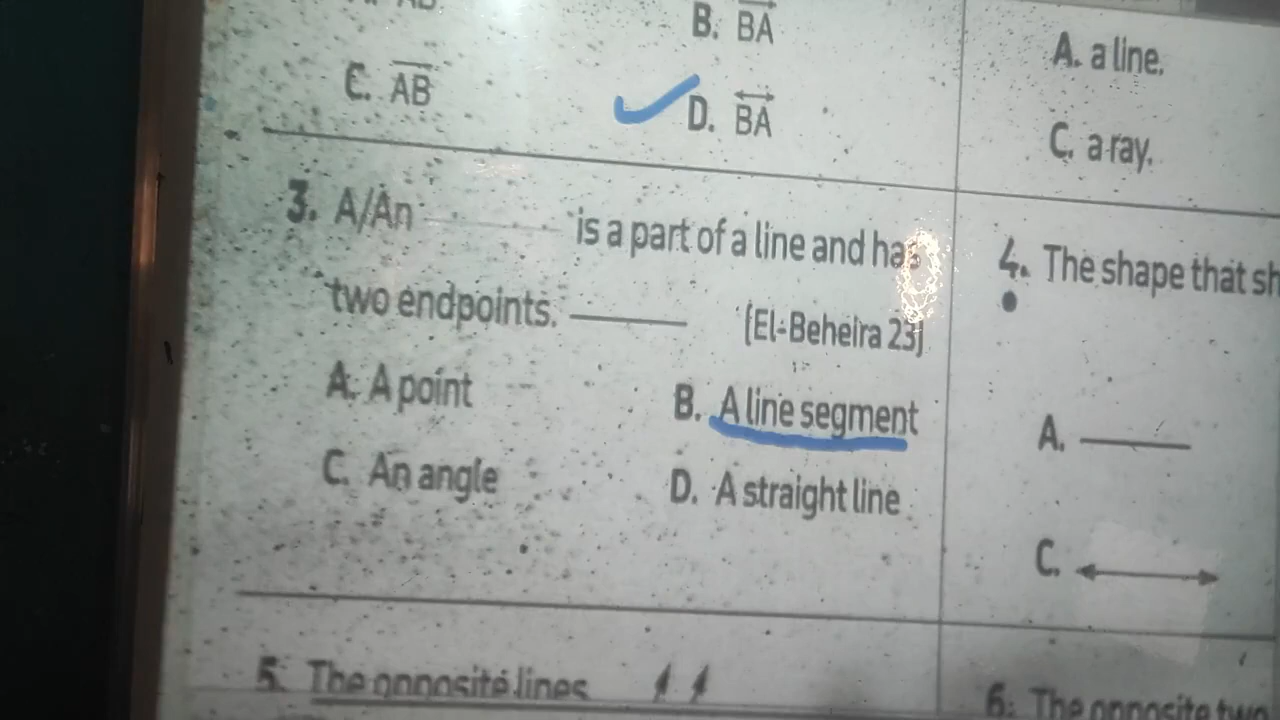 B. BA
A. a line.
C. AB
D. BA
C. a ray.
3. A/An is a part of a line and has
two endpoints. [El-Beheira 23]
A. A point
B. A line segment
C. An angle
D. A straight line
4. The shape that
A.
C.
5. The opposite lines
6. The opposite two